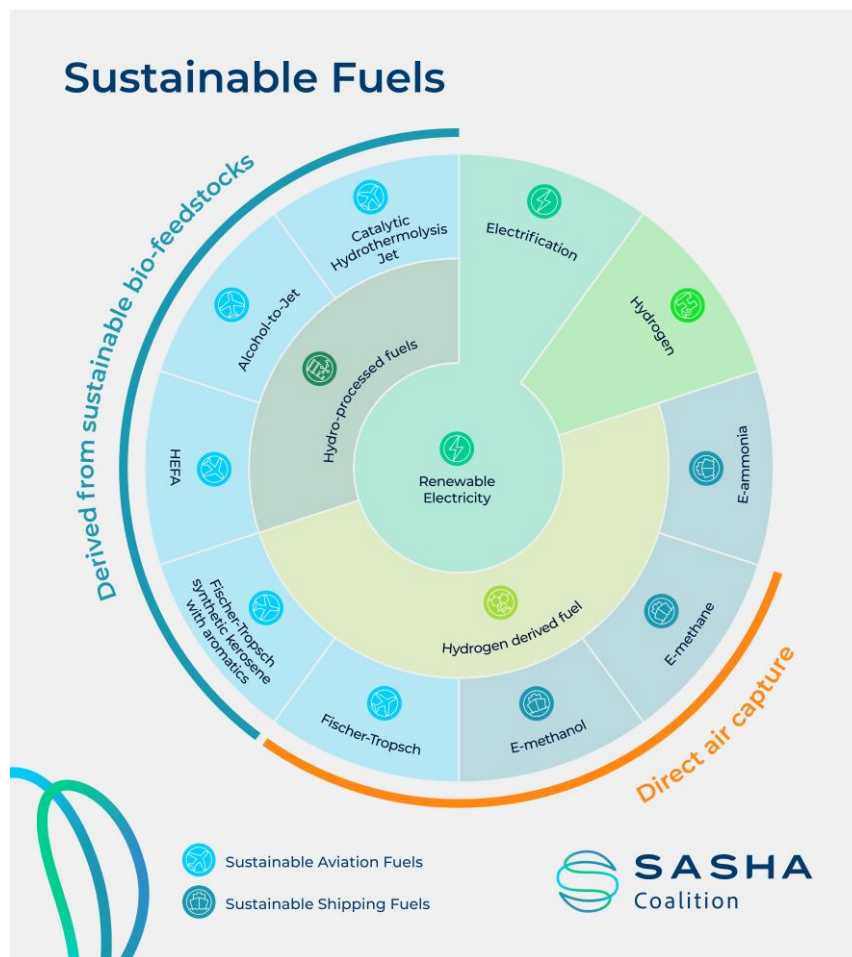 Sustainable Fuels
Derived from sustainable bio-feedstocks
Catalytic
Hydrothermolysis
Jet
Electrification
Alcohol-to-Jet
Hydrogen
Hydro-processed fuels
HEFA
Renewable
Electricity
E-ammonia
Fischer-Tropsch
synthetic kerosene
with aromatics
Hydrogen derived fuel
E-methane
Fischer-Tropsch
E-methanol
Direct air capture
Sustainable Aviation Fuels
Sustainable Shipping Fuels
SASHA
Coalition